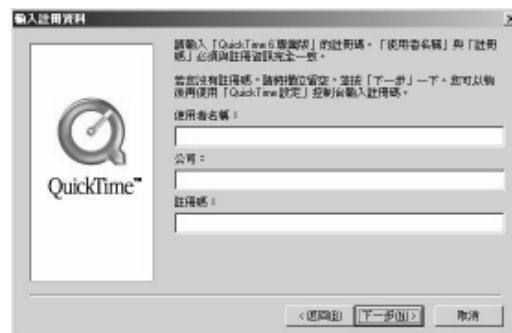 輸入註冊資料
請輸入「QuickTime 6 專業版」的註冊碼。「使用者名稱」與「註冊
碼」必須與註冊資訊完全一致。
若您沒有註冊碼,請將欄位留空,並按「下一步」一下。您可以稍
後再使用「QuickTime 設定」控制台輸入註冊碼。
使用者名稱:
公司:
註冊碼:
QuickTime™
<返回(B)
下一步(N)>
取消